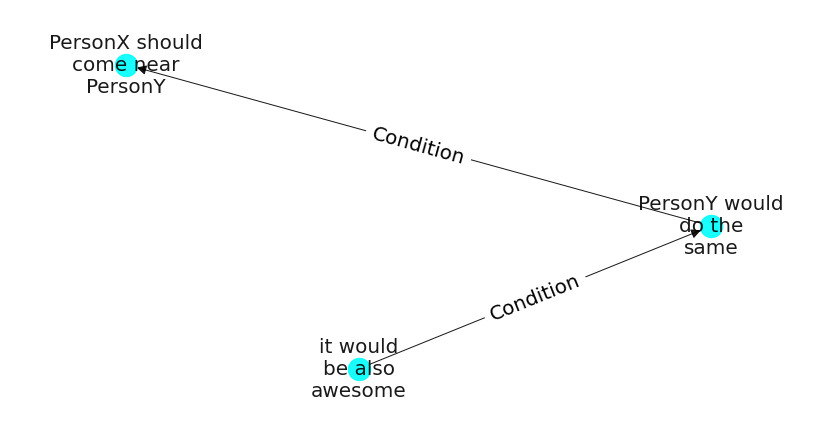 PersonX should
come near
PersonY
Condition
PersonY would
do the
same
Condition
it would
be also
awesome